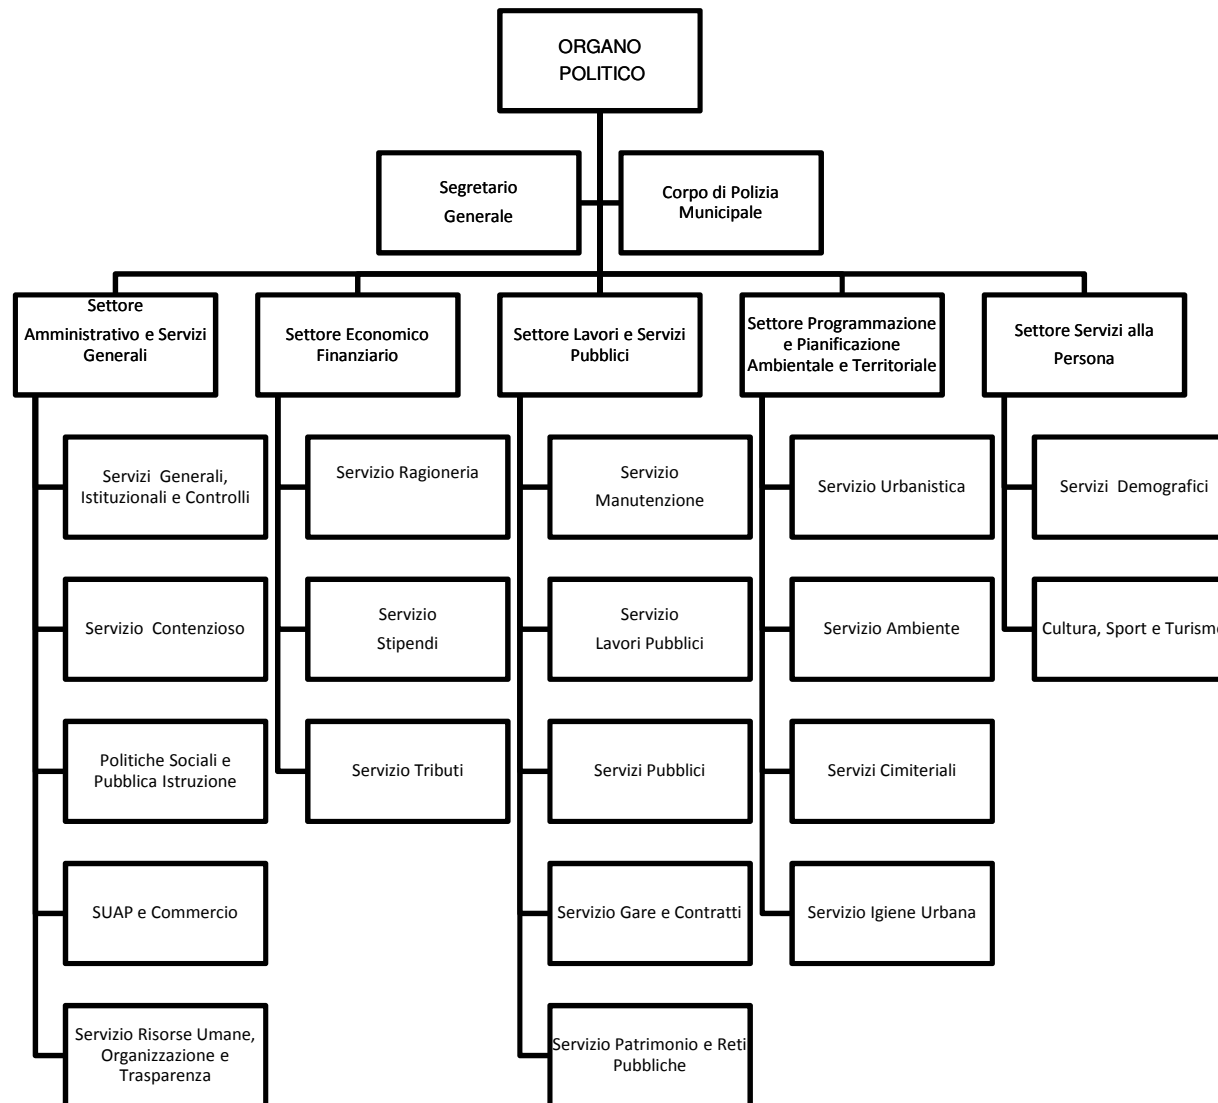 ORGANO
POLITICO
Segretario
Generale
Corpo di Polizia
Municipale
Settore
Amministrativo e Servizi
Generali
Settore Economico
Finanziario
Settore Lavori e Servizi
Pubblici
Settore Programmazione
e Pianificazione
Ambientale e Territoriale
Settore Servizi alla
Persona
Servizi Generali,
Istituzionali e Controlli
Servizio Contenzioso
Politiche Sociali e
Pubblica Istruzione
SUAP e Commercio
Servizio Risorse Umane,
Organizzazione e
Trasparenza
Servizio Ragioneria
Servizio
Stipendi
Servizio Tributi
Servizio
Manutenzione
Servizio
Lavori Pubblici
Servizi Pubblici
Servizio Gare e Contratti
Servizio Patrimonio e Reti
Pubbliche
Servizio Urbanistica
Servizio Ambiente
Servizi Cimiteriali
Servizio Igiene Urbana
Servizi Demografici
Cultura, Sport e Turismo